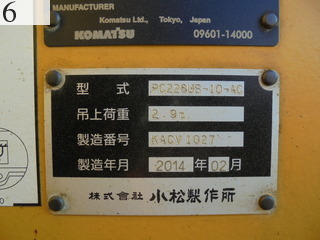 6
MANUFACTURER
Komatsu Ltd., Tokyo, Japan
KOMATSU 09601-14000
型式 PC228US-10-AC
吊上荷重 2.9t
製造番号 KAGV1027
製造年月 2014 年 02 月
株式會社 小松製作所